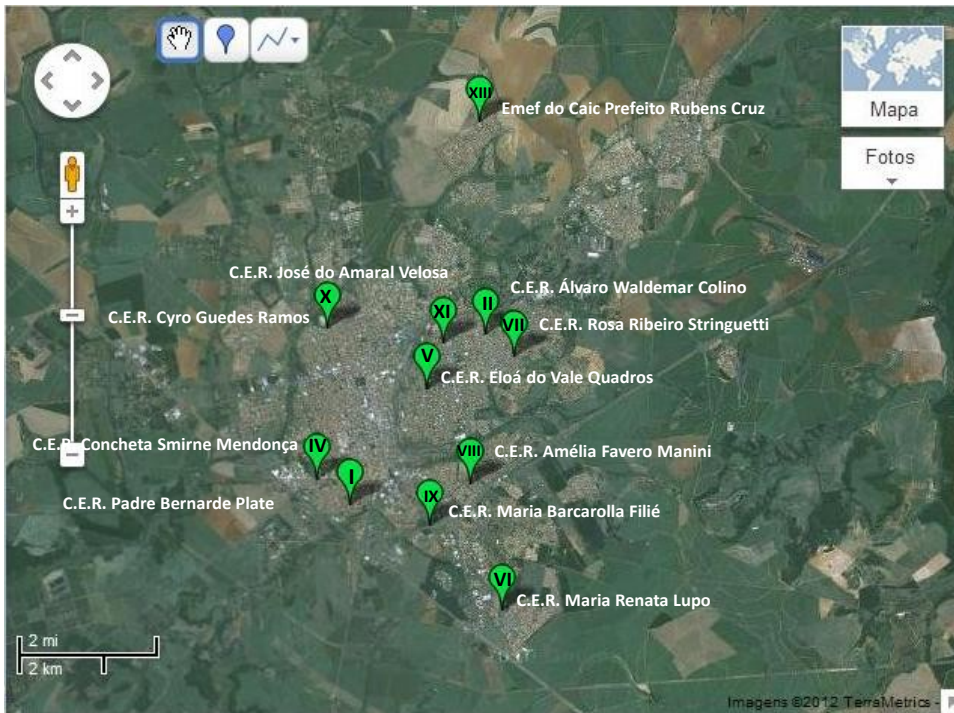 Mapa
XIII
Emef do Caic Prefeito Rubens Cruz
Fotos
C.E.R. José do Amaral Velosa
X
C.E.R. Cyro Guedes Ramos
XI
II
C.E.R. Álvaro Waldemar Colino
VII
C.E.R. Rosa Ribeiro Stringuetti
V
C.E.R. Eloá do Vale Quadros
C.E.R. Concheta Smirne Mendonça
IV
VIII
C.E.R. Amélia Favero Manini
I
C.E.R. Padre Bernarde Plate
IX
C.E.R. Maria Barcarolla Filié
VI
C.E.R. Maria Renata Lupo
2 mi
2 km
Imagens ©2012 TerraMetrics -